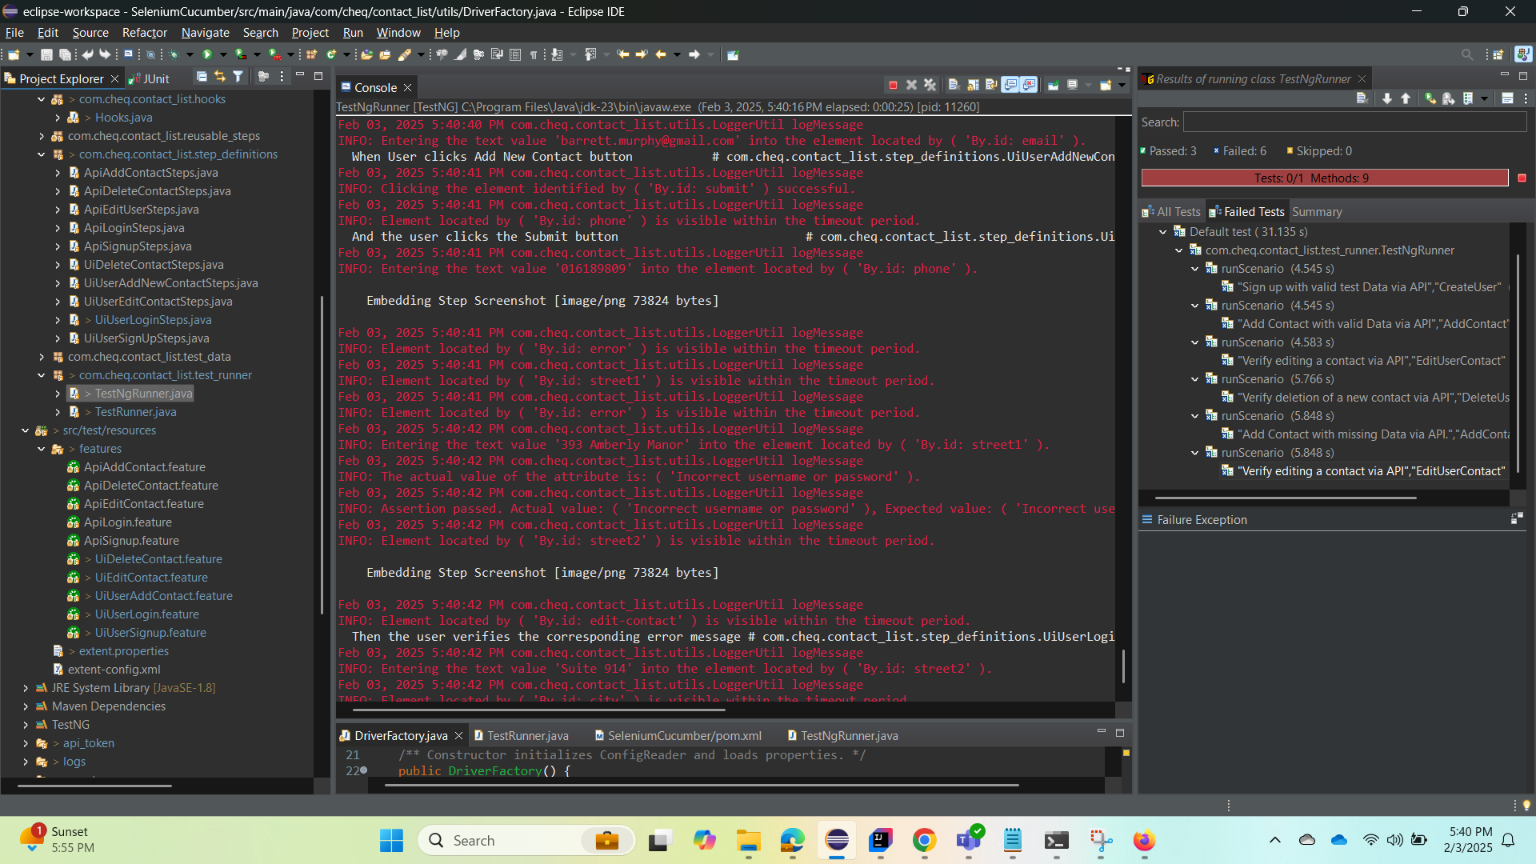 eclipse-workspace - SeleniumCucumber/src/main/java/com/cheq/contact_list/utils/DriverFactory.java - Eclipse IDE
File Edit Source Refactor Navigate Search Project Run Window Help
Project Explorer
JUnit
com.cheq.contact_list.hooks
> Hooks.java
com.cheq.contact_list.reusable_steps
> com.cheq.contact_list.step_definitions
ApiAddContactSteps.java
ApiDeleteContactSteps.java
ApiEditUserSteps.java
ApiLoginSteps.java
ApiSignupSteps.java
UiDeleteContactSteps.java
UiUserAddNewContactSteps.java
UiUserEditContactSteps.java
> UiUserLoginSteps.java
UiUserSignUpSteps.java
com.cheq.contact_list.test_data
> com.cheq.contact_list.test_runner
> TestNgRunner.java
> TestRunner.java
> src/test/resources
> features
ApiAddContact.feature
ApiDeleteContact.feature
ApiEditContact.feature
ApiLogin.feature
ApiSignup.feature
> UiDeleteContact.feature
> UiEditContact.feature
> UiUserAddContact.feature
> UiUserLogin.feature
> UiUserSignup.feature
> extent.properties
extent-config.xml
JRE System Library [JavaSE-1.8]
Maven Dependencies
TestNG
> api_token
> logs
Console
TestNgRunner [TestNG] C:\Program Files\Java\jdk-23\bin\javaw.exe (Feb 3, 2025, 5:40:16 PM elapsed: 0:00:25) [pid: 11260]
Feb 03, 2025 5:40:40 PM com.cheq.contact_list.utils.LoggerUtil logMessage
INFO: Entering the text value 'barrett.murphy@gmail.com' into the element located by ( 'By.id: email' ).
When User clicks Add New Contact button # com.cheq.contact_list.step_definitions.UiUserAddNewCon
Feb 03, 2025 5:40:41 PM com.cheq.contact_list.utils.LoggerUtil logMessage
INFO: Clicking the element identified by ( 'By.id: submit' ) successful.
Feb 03, 2025 5:40:41 PM com.cheq.contact_list.utils.LoggerUtil logMessage
INFO: Element located by ( 'By.id: phone' ) is visible within the timeout period.
And the user clicks the Submit button # com.cheq.contact_list.step_definitions.Ui
Feb 03, 2025 5:40:41 PM com.cheq.contact_list.utils.LoggerUtil logMessage
INFO: Entering the text value '016189809' into the element located by ( 'By.id: phone' ).
Embedding Step Screenshot [image/png 73824 bytes]
Feb 03, 2025 5:40:41 PM com.cheq.contact_list.utils.LoggerUtil logMessage
INFO: Element located by ( 'By.id: error' ) is visible within the timeout period.
Feb 03, 2025 5:40:41 PM com.cheq.contact_list.utils.LoggerUtil logMessage
INFO: Element located by ( 'By.id: street1' ) is visible within the timeout period.
Feb 03, 2025 5:40:41 PM com.cheq.contact_list.utils.LoggerUtil logMessage
INFO: Element located by ( 'By.id: error' ) is visible within the timeout period.
Feb 03, 2025 5:40:42 PM com.cheq.contact_list.utils.LoggerUtil logMessage
INFO: Entering the text value '393 Amberly Manor' into the element located by ( 'By.id: street1' ).
Feb 03, 2025 5:40:42 PM com.cheq.contact_list.utils.LoggerUtil logMessage
INFO: The actual value of the attribute is: ( 'Incorrect username or password' ).
Feb 03, 2025 5:40:42 PM com.cheq.contact_list.utils.LoggerUtil logMessage
INFO: Assertion passed. Actual value: ( 'Incorrect username or password' ), Expected value: ( 'Incorrect use
Feb 03, 2025 5:40:42 PM com.cheq.contact_list.utils.LoggerUtil logMessage
INFO: Element located by ( 'By.id: street2' ) is visible within the timeout period.
Embedding Step Screenshot [image/png 73824 bytes]
Feb 03, 2025 5:40:42 PM com.cheq.contact_list.utils.LoggerUtil logMessage
INFO: Element located by ( 'By.id: edit-contact' ) is visible within the timeout period.
Then the user verifies the corresponding error message # com.cheq.contact_list.step_definitions.UiUserLogi
Feb 03, 2025 5:40:42 PM com.cheq.contact_list.utils.LoggerUtil logMessage
INFO: Entering the text value 'Suite 914' into the element located by ( 'By.id: street2' ).
Feb 03, 2025 5:40:42 PM com.cheq.contact_list.utils.LoggerUtil logMessage
INFO: Element located by ( 'By.id: city' ) is visible within the timeout period.
DriverFactory.java
TestRunner.java
SeleniumCucumber/pom.xml
TestNgRunner.java
21 /** Constructor initializes ConfigReader and loads properties. */
22 public DriverFactory() {
Results of running class TestNgRunner
Search:
Passed: 3 Failed: 6 Skipped: 0
Tests: 0/1 Methods: 9
All Tests Failed Tests Summary
Default test ( 31.135 s)
com.cheq.contact_list.test_runner.TestNgRunner
runScenario (4.545 s)
"Sign up with valid test Data via API","CreateUser" (
runScenario (4.545 s)
"Add Contact with valid Data via API","AddContact"
runScenario (4.583 s)
"Verify editing a contact via API","EditUserContact"
runScenario (5.766 s)
"Verify deletion of a new contact via API","DeleteUs
runScenario (5.848 s)
"Add Contact with missing Data via API.","AddConta
runScenario (5.848 s)
"Verify editing a contact via API","EditUserContact"
Failure Exception
1
Sunset
5:55 PM
Search
5:40 PM
2/3/2025